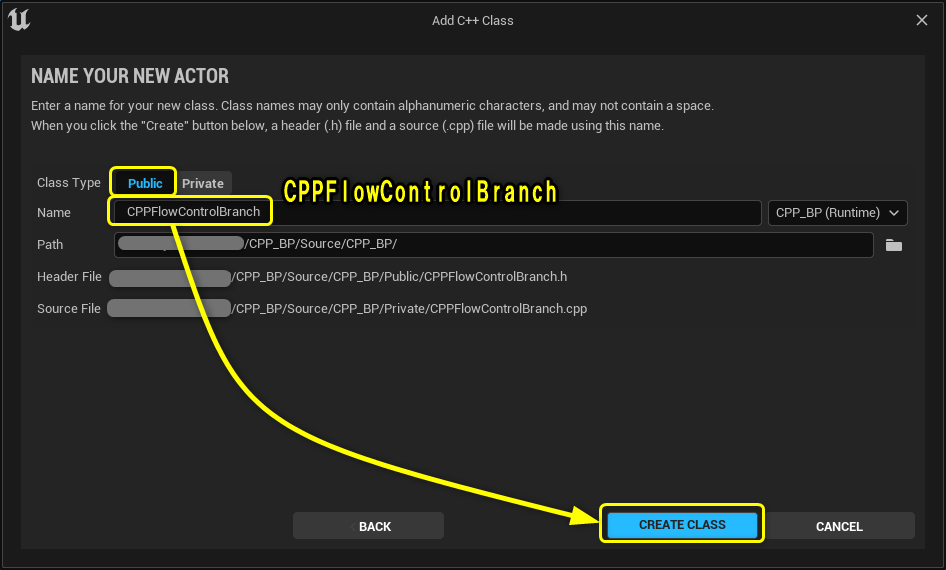 Add C++ Class
NAME YOUR NEW ACTOR
Enter a name for your new class. Class names may only contain alphanumeric characters, and may not contain a space.
When you click the "Create" button below, a header (.h) file and a source (.cpp) file will be made using this name.
Class Type Public Private
CPPFlowControlBranch
Name CPPFlowControlBranch CPP_BP (Runtime)
Path /CPP_BP/Source/CPP_BP/
Header File /CPP_BP/Source/CPP_BP/Public/CPPFlowControlBranch.h
Source File /CPP_BP/Source/CPP_BP/Private/CPPFlowControlBranch.cpp
BACK CREATE CLASS CANCEL